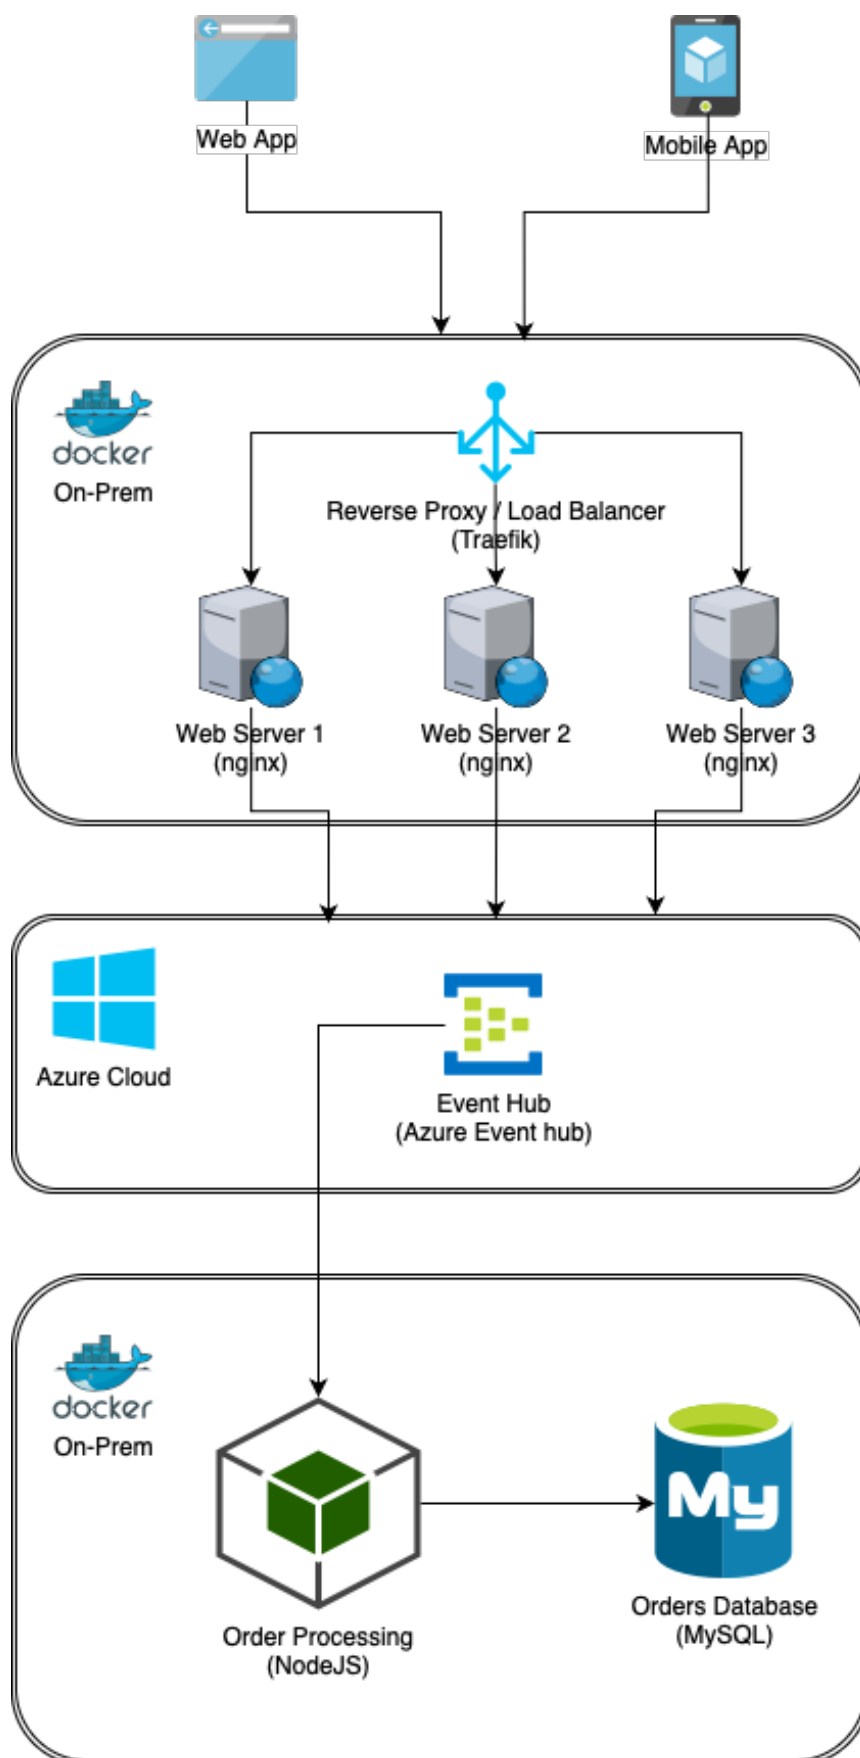 Web App
Mobile App
docker
On-Prem
Reverse Proxy / Load Balancer
(Traefik)
Web Server 1
(nginx)
Web Server 2
(nginx)
Web Server 3
(nginx)
Azure Cloud
Event Hub
(Azure Event hub)
docker
On-Prem
My
Order Processing
(NodeJS)
Orders Database
(MySQL)